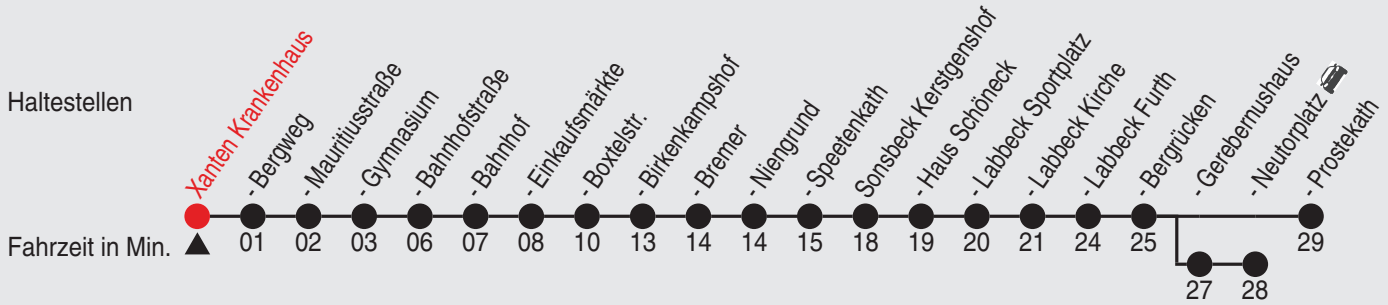 Haltestellen
Xanten Krankenhaus
- Bergweg
- Mauritiusstraße
- Gymnasium
- Bahnhofstraße
- Bahnhof
- Einkaufsmärkte
- Boxtelstr.
- Birkenkampshof
- Bremer
- Niengrund
- Speetenkath
Sonsbeck Kerstgenshof
- Haus Schöneck
- Labbeck Sportplatz
- Labbeck Kirche
- Labbeck Furth
- Bergrücken
- Gerebernushaus
- Neutorplatz
- Prostekath
Fahrzeit in Min. 01 02 03 06 07 08 10 13 14 14 15 18 19 20 21 24 25 29
27 28